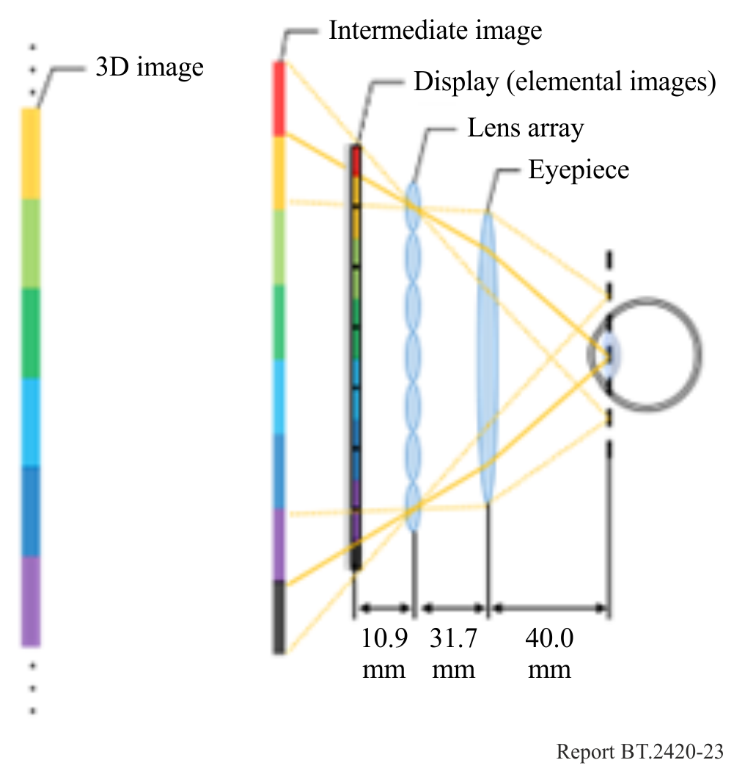 Intermediate image
3D image
Display (elemental images)
Lens array
Eyepiece
10.9 mm
31.7 mm
40.0 mm
Report BT.2420-23